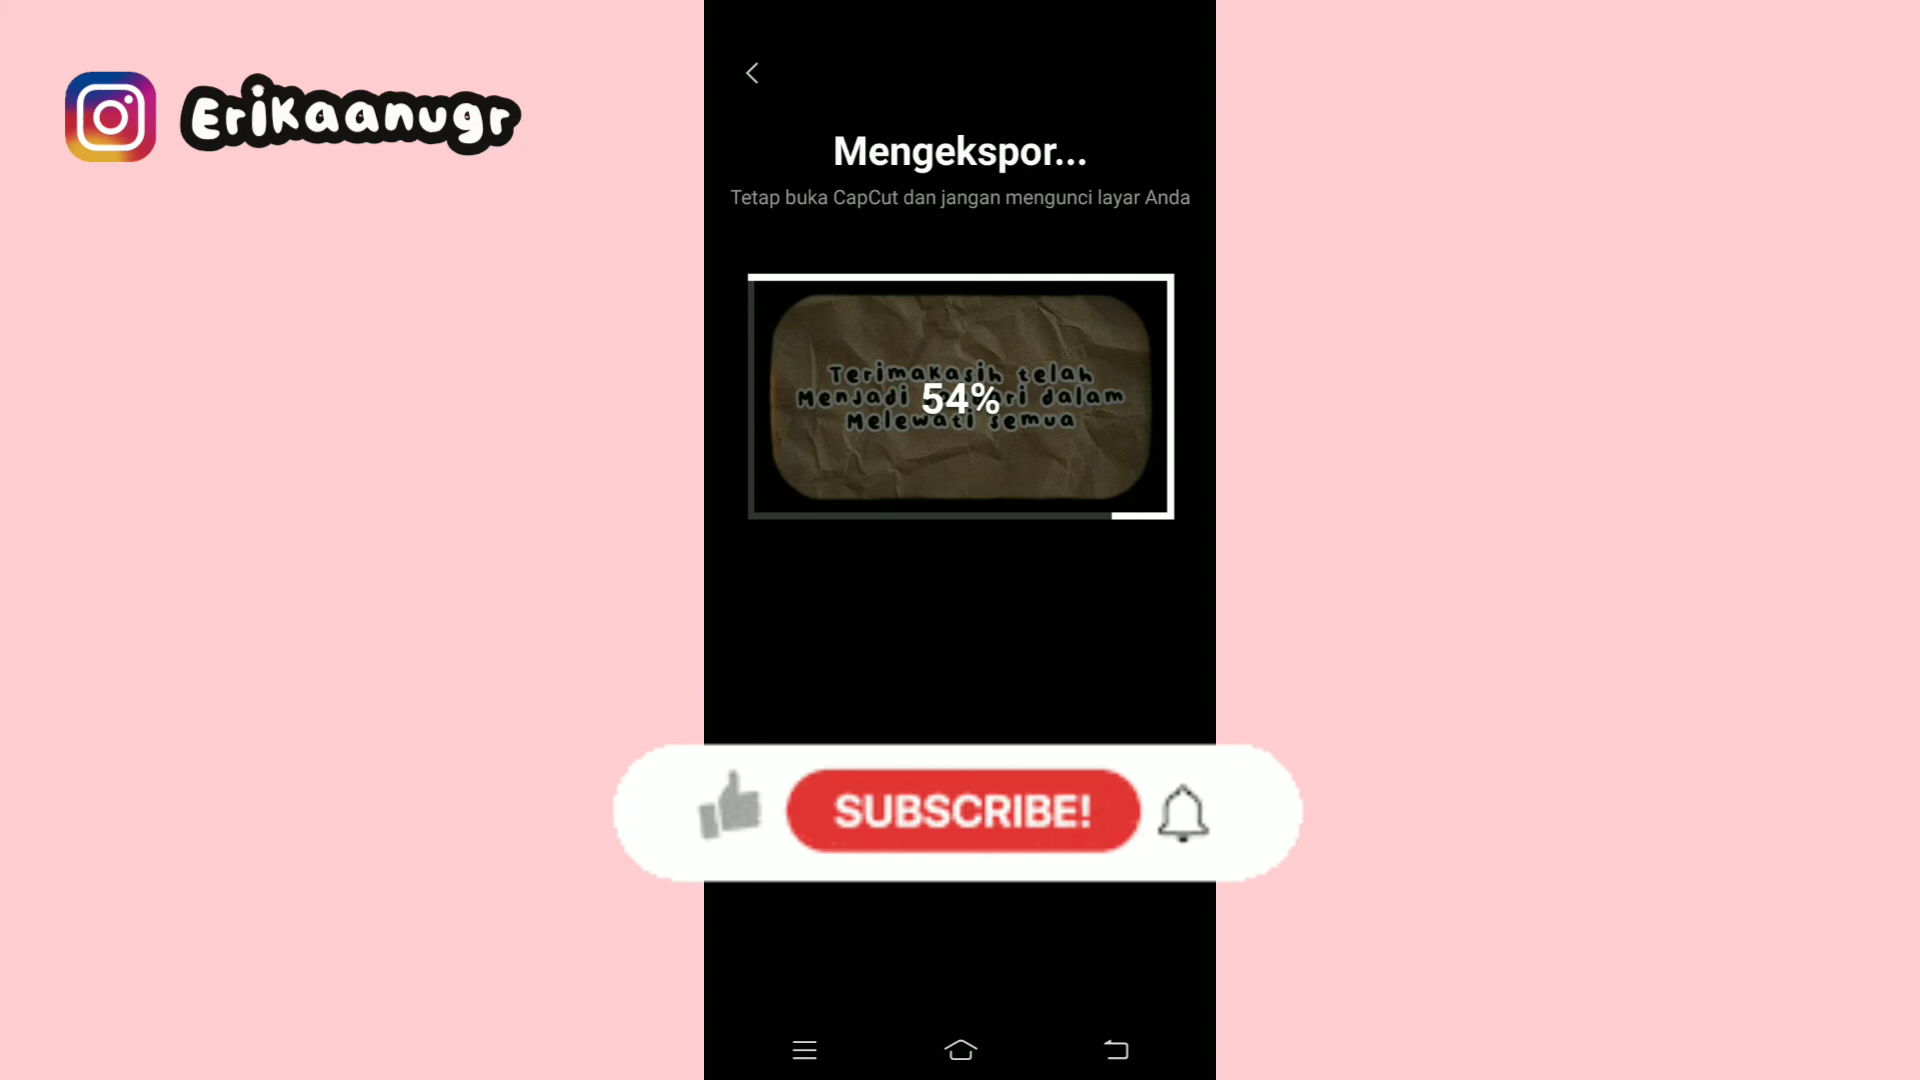 Erikaanugr
Mengekspor...
Tetap buka CapCut dan jangan mengunci layar Anda
Terimakasih telah
Menjadi dalam
54%
Melewati semua
SUBSCRIBE!